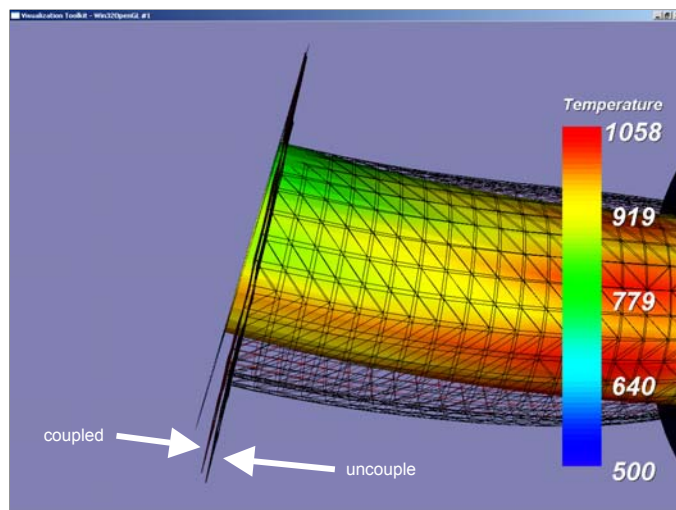 Visualization Toolkit - Win32OpenGL #1
Temperature
1058
919
779
640
500
coupled
uncouple